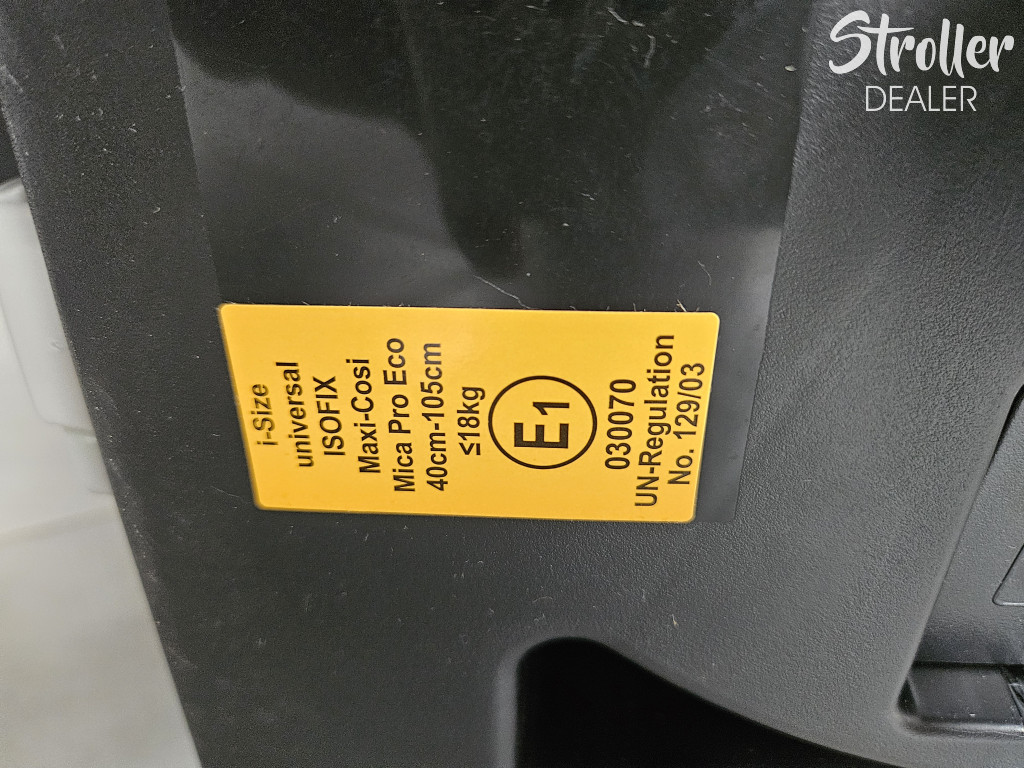 Stroller
DEALER
i-Size
universal
ISOFIX
Maxi-Cosi
Mica Pro Eco
40cm-105cm
≤18kg
E1
030070
UN-Regulation
No. 129/03